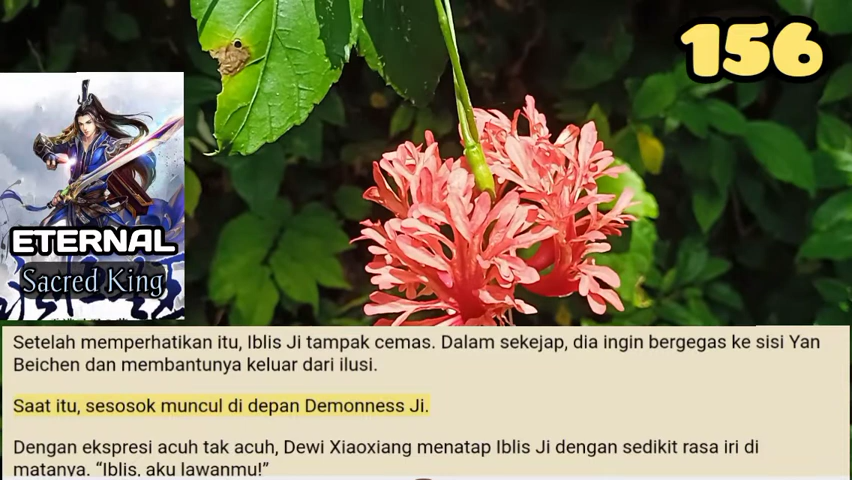 156
ETERNAL
Sacred King
Setelah memperhatikan itu, Iblis Ji tampak cemas. Dalam sekejap, dia ingin bergegas ke sisi Yan
Beichen dan membantunya keluar dari ilusi.
Saat itu, sesosok muncul di depan Demonness Ji.
Dengan ekspresi acuh tak acuh, Dewi Xiaoxiang menatap Iblis Ji dengan sedikit rasa iri di
matanya. “Iblis, aku lawanmu!”